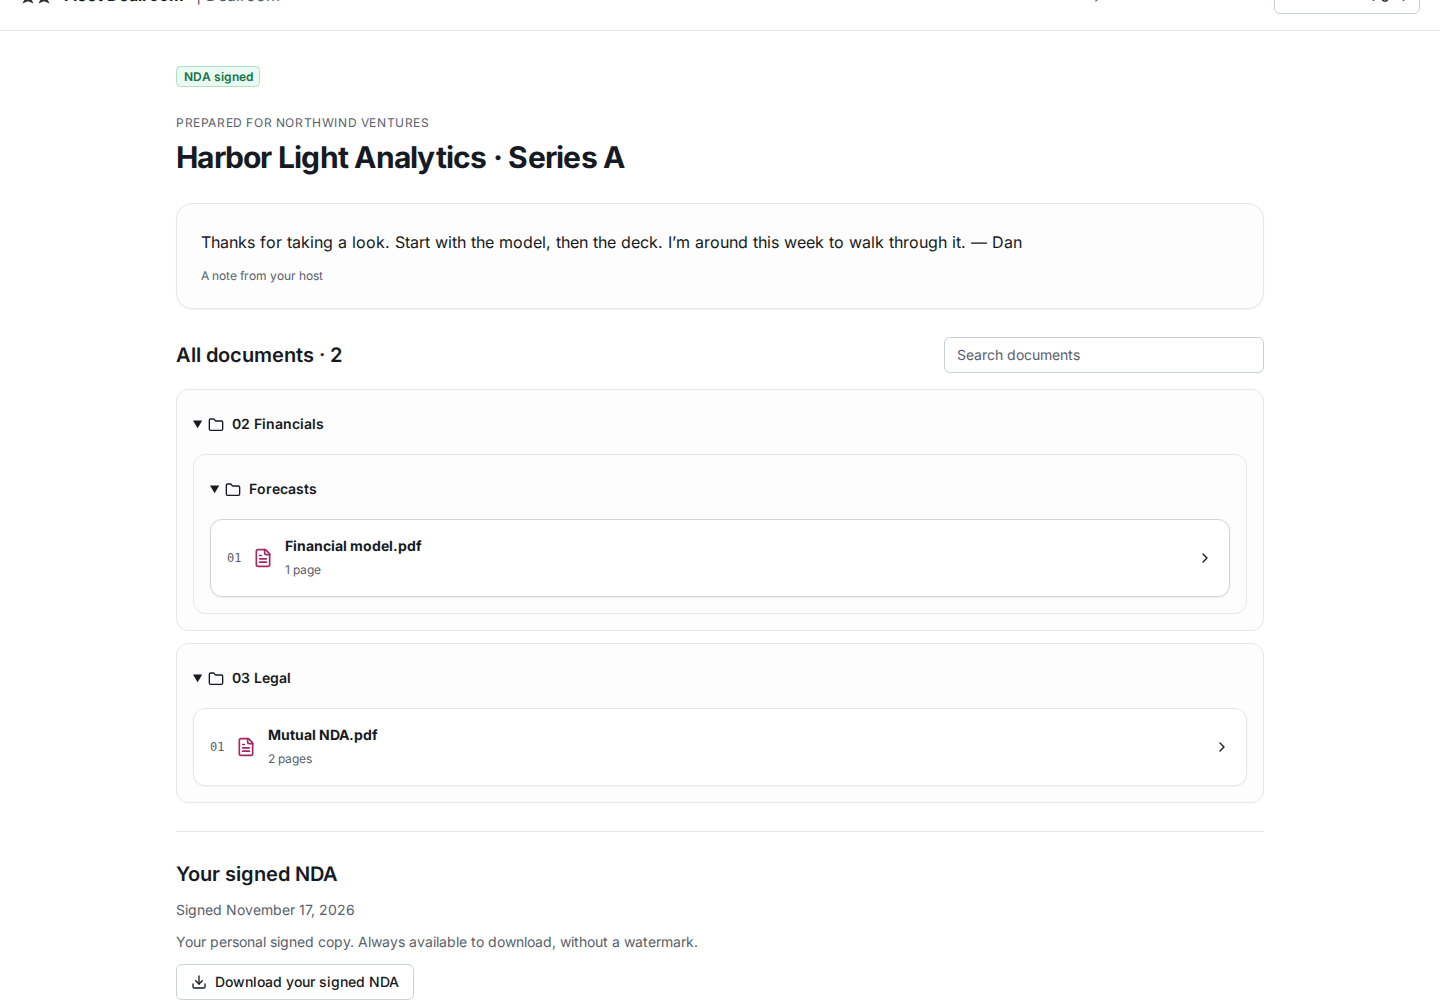 NDA signed
PREPARED FOR NORTHWIND VENTURES
Harbor Light Analytics · Series A
Thanks for taking a look. Start with the model, then the deck. I’m around this week to walk through it. — Dan
A note from your host
All documents · 2
Search documents
02 Financials
Forecasts
01
Financial model.pdf
1 page
03 Legal
01
Mutual NDA.pdf
2 pages
Your signed NDA
Signed November 17, 2026
Your personal signed copy. Always available to download, without a watermark.
Download your signed NDA